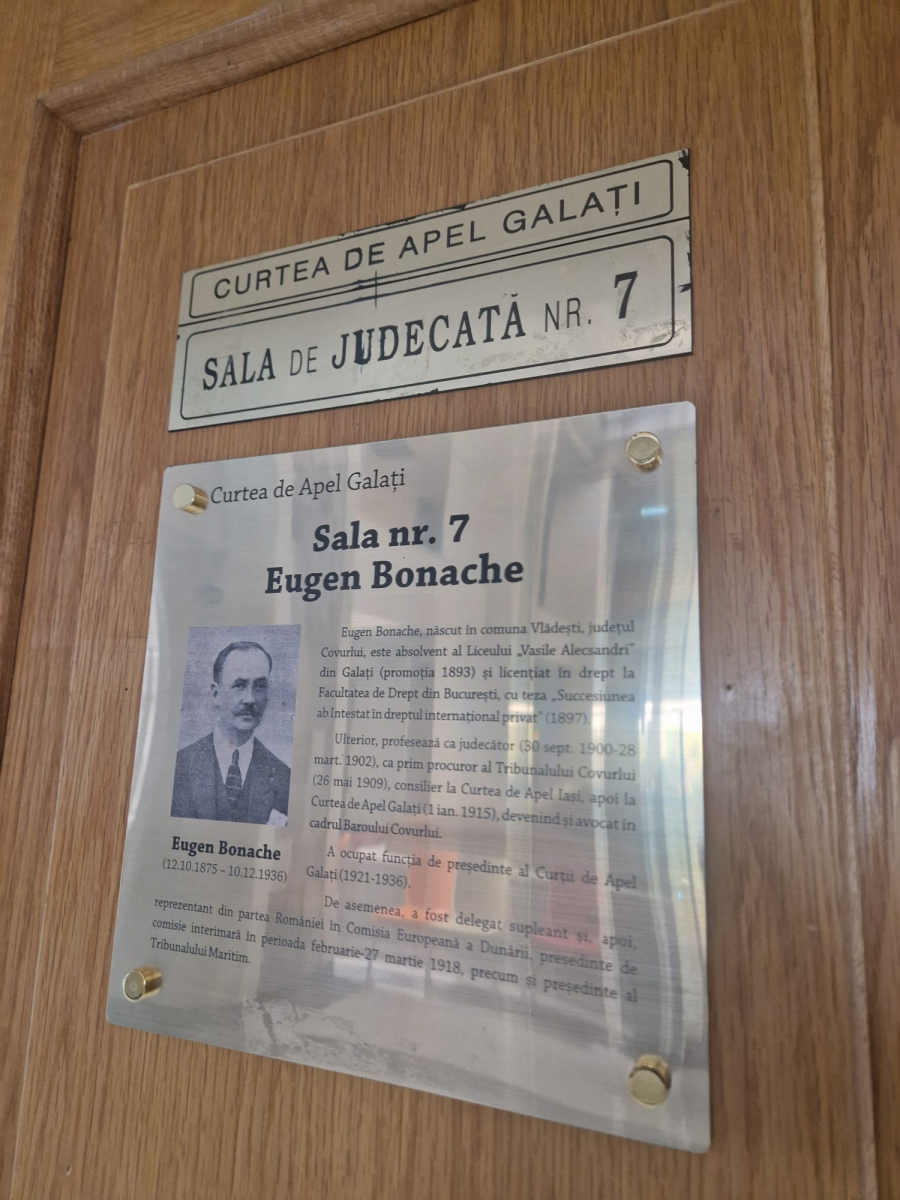 CURTEA DE APEL GALAȚI
SALA DE JUDECATĂ NR. 7
Curtea de Apel Galați
Sala nr. 7
Eugen Bonache
Eugen Bonache, născut în comuna Vlădești, județul
Covurlui, este absolvent al Liceului „Vasile Alecsandri"
din Galați (promoția 1893) și licențiat în drept la
Facultatea de Drept din București, cu teza „Succesiunea
ab Intestat în dreptul internațional privat" (1897).
Ulterior, profesează ca judecător (30 sept. 1900-28
mart. 1902), ca prim procuror al Tribunalului Covurlui
(26 mai 1909), consilier la Curtea de Apel Iași, apoi la
Curtea de Apel Galați (1 ian. 1915), devenind și avocat în
cadrul Baroului Covurlui.
A ocupat funcția de președinte al Curții de Apel
Galați (1921-1936).
De asemenea, a fost delegat supleant și, apoi,
reprezentant din partea României în Comisia Europeană a Dunării, președinte de
comisie interimară în perioada februarie-27 martie 1918, precum și președinte al
Tribunalului Maritim.
Eugen Bonache
(12.10.1875 – 10.12.1936)